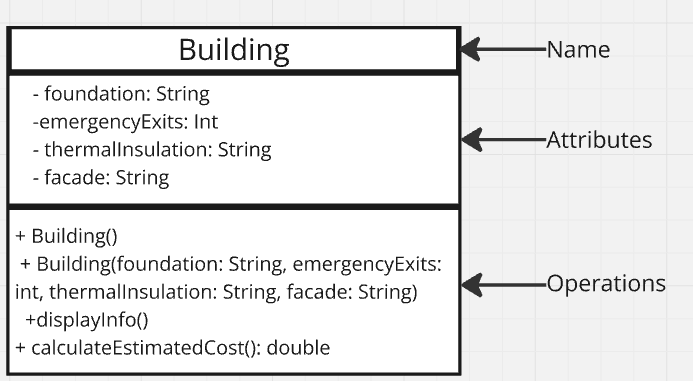 Building
Name
- foundation: String
-emergencyExits: Int
- thermalInsulation: String
Attributes
- facade: String
+ Building()
+ Building(foundation: String, emergencyExits:
int, thermalInsulation: String, facade: String)
Operations
+displayInfo()
+ calculateEstimatedCost(): double